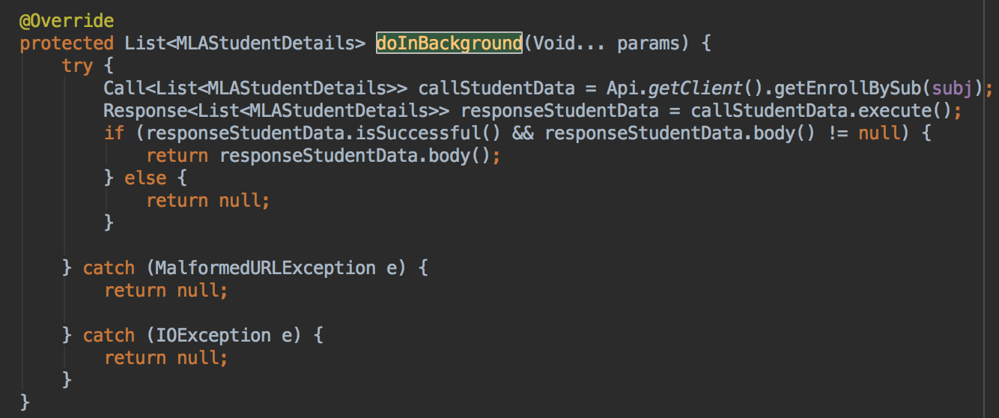 @Override
protected List<MLAStudentDetails> doInBackground(Void... params) {
    try {
        Call<List<MLAStudentDetails>> callStudentData = Api.getClient().getEnrollBySub(subj);
        Response<List<MLAStudentDetails>> responseStudentData = callStudentData.execute();
        if (responseStudentData.isSuccessful() && responseStudentData.body() != null) {
            return responseStudentData.body();
        } else {
            return null;
        }

    } catch (MalformedURLException e) {
        return null;

    } catch (IOException e) {
        return null;
    }
}